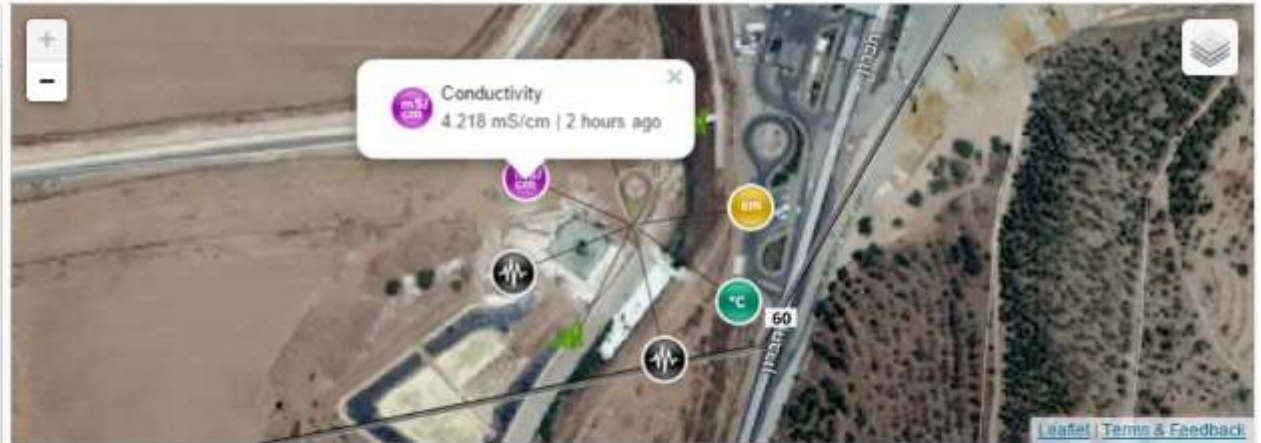 +
−
Conductivity
4.218 mS/cm | 2 hours ago
×
mS/
cm
cm
°C
60
Leaflet | Terms & Feedback